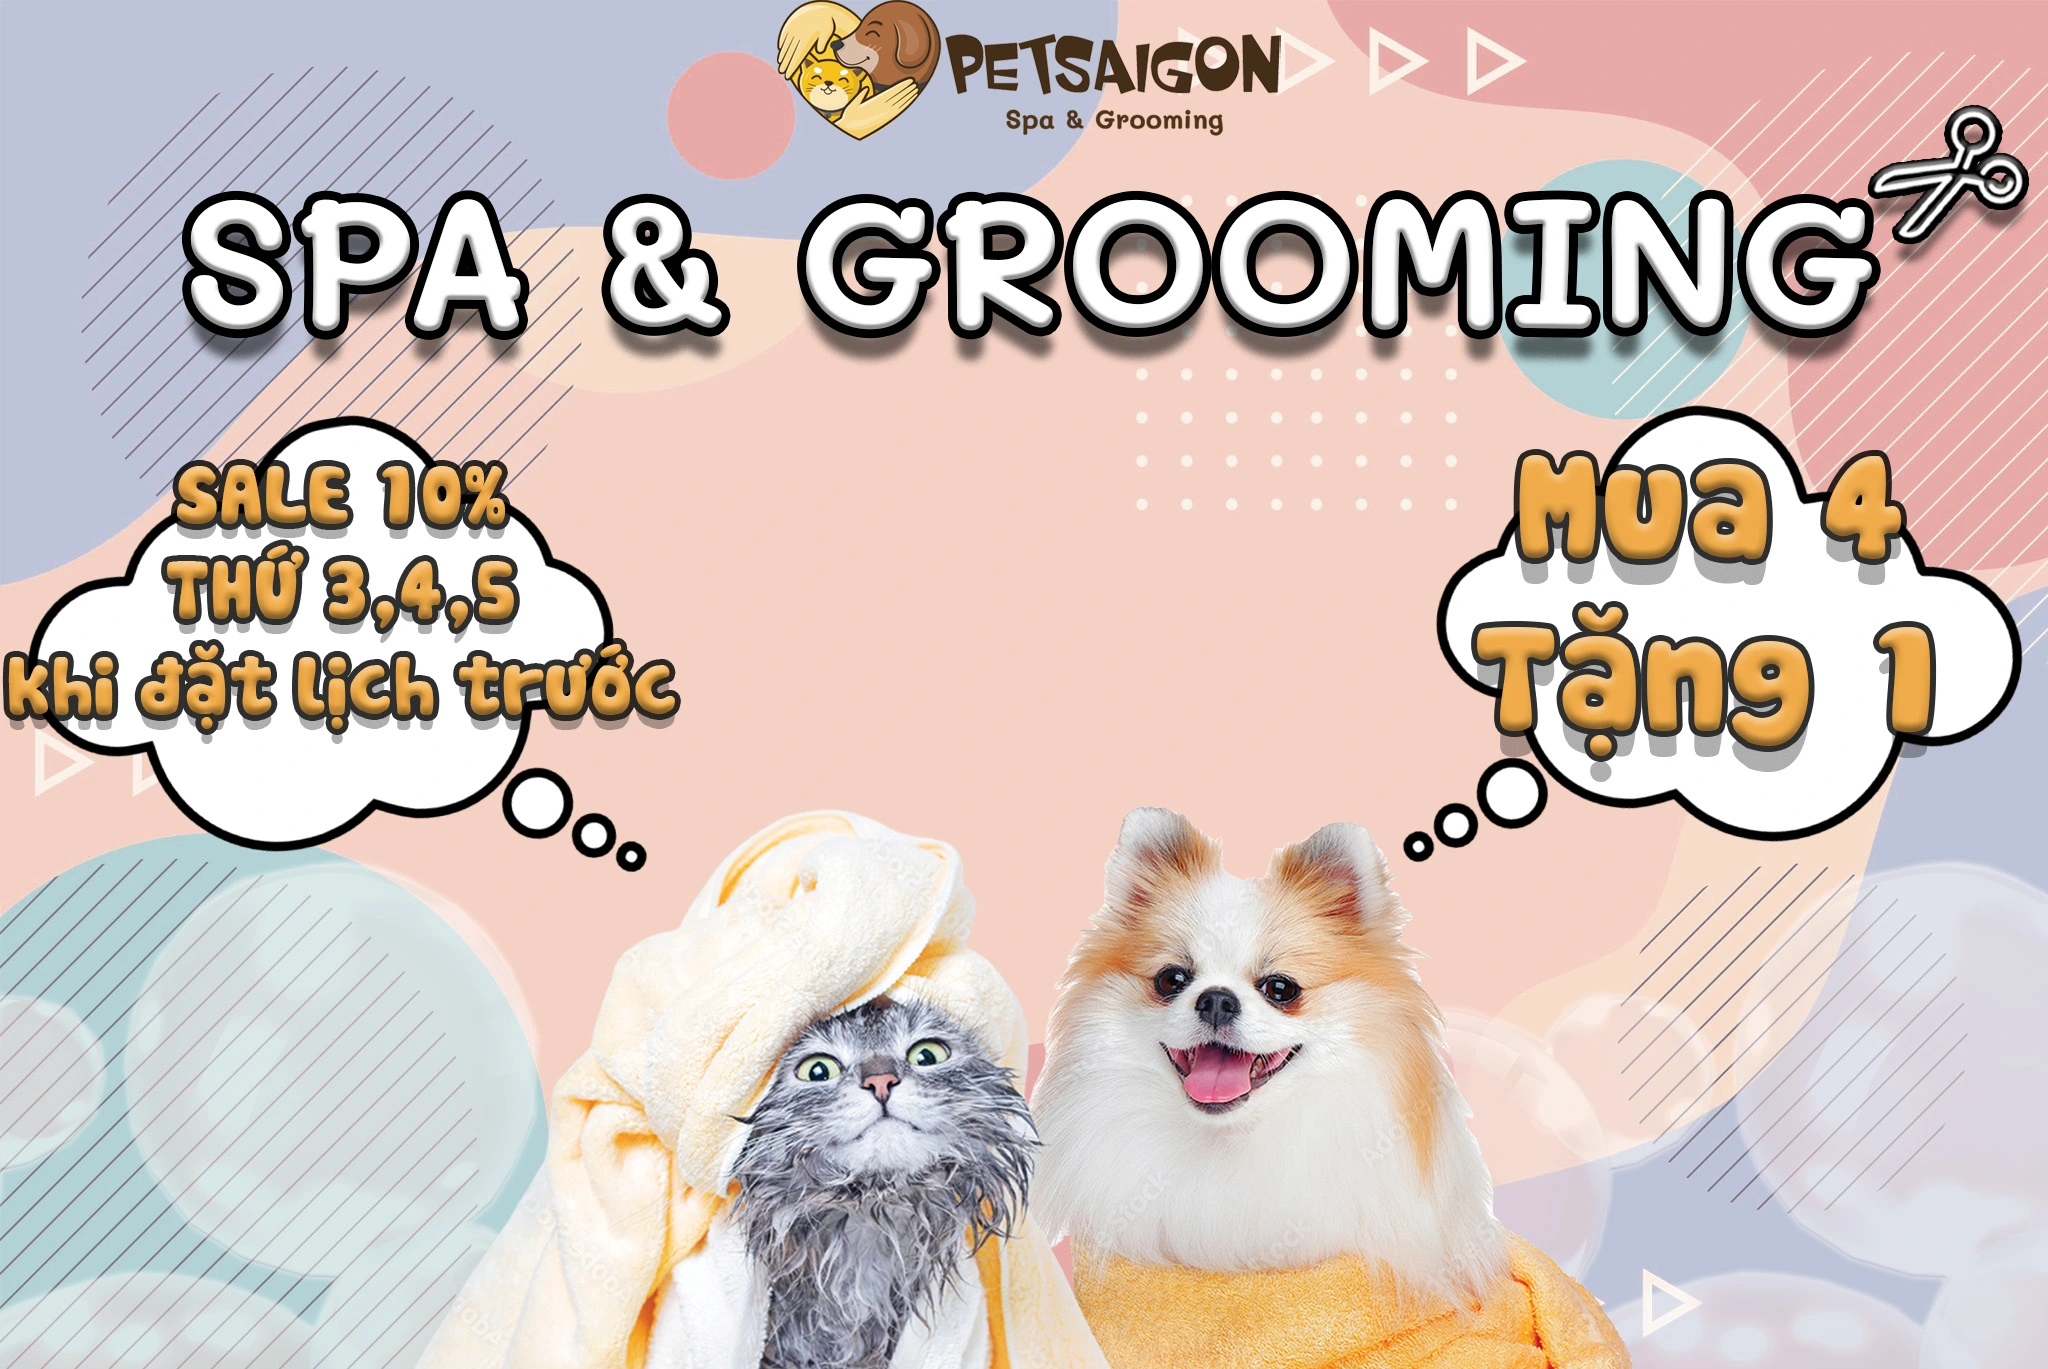 PETSAIGON
Spa & Grooming
SPA & GROOMING
SALE 10%
THỨ 3,4,5
khi đặt lịch trước
Mua 4
Tặng 1